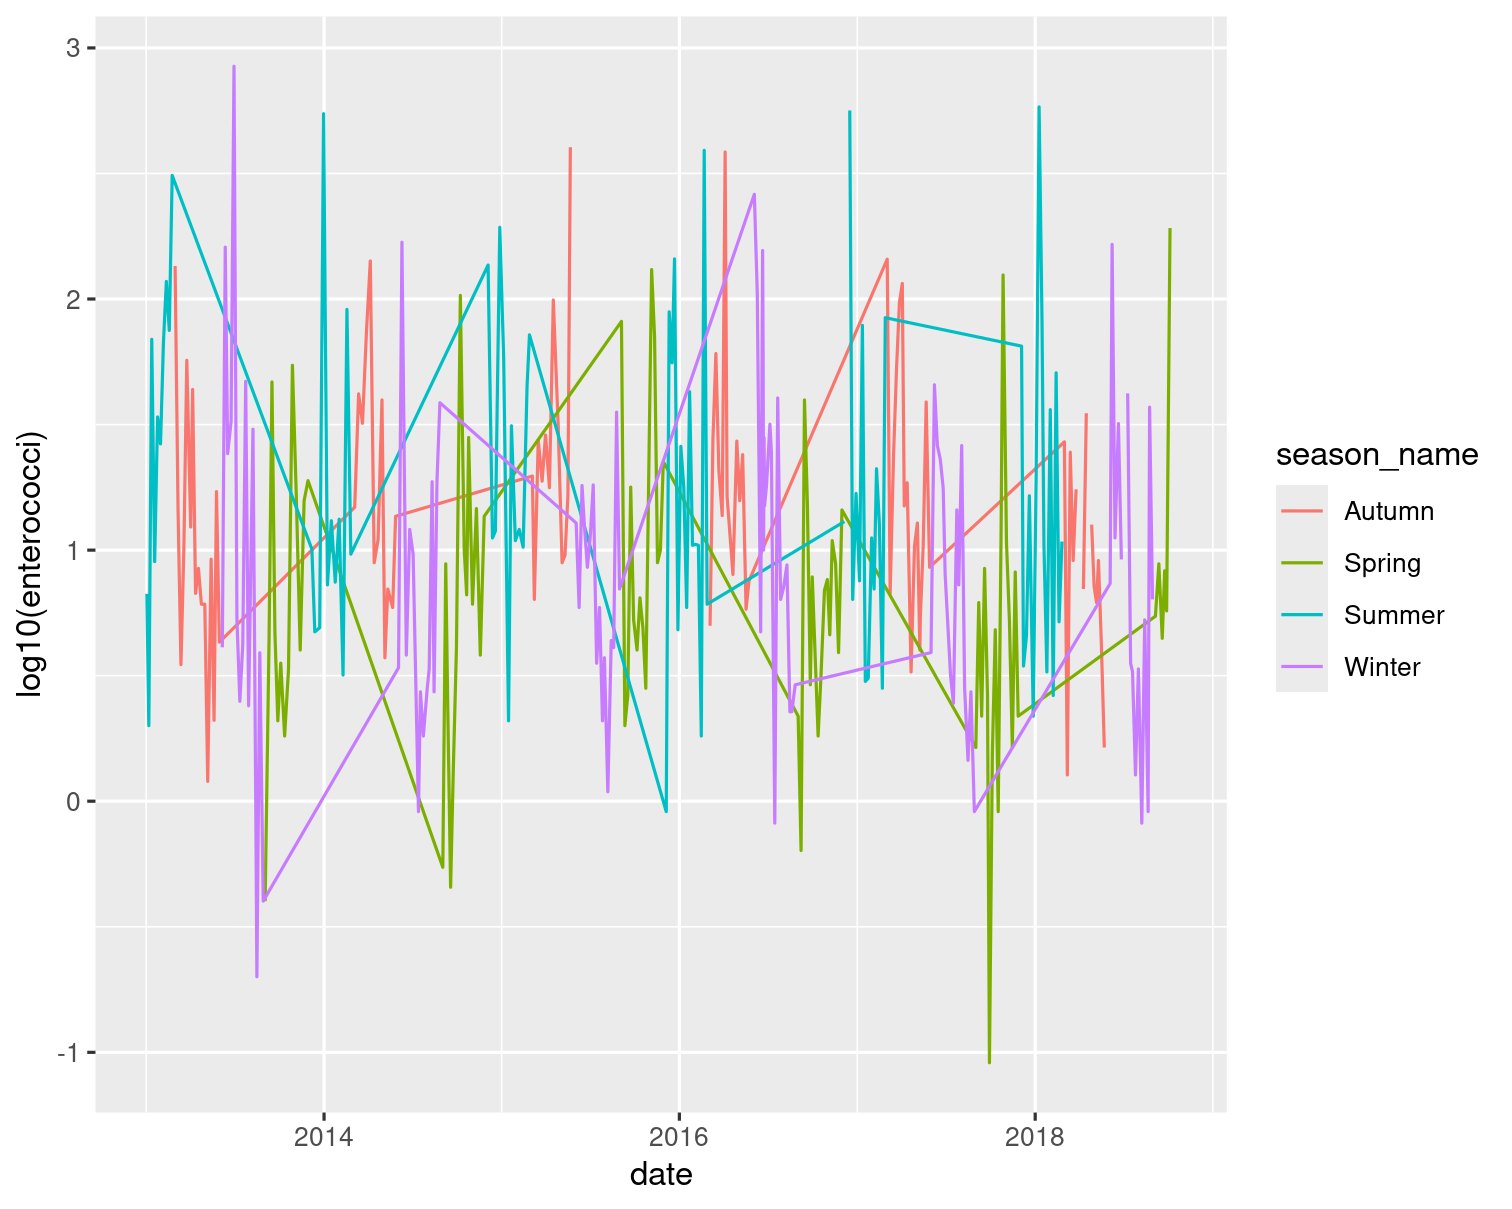 3
2
1
0
-1
log10(enterococci)
2014
2016
2018
date
season_name
Autumn
Spring
Summer
Winter